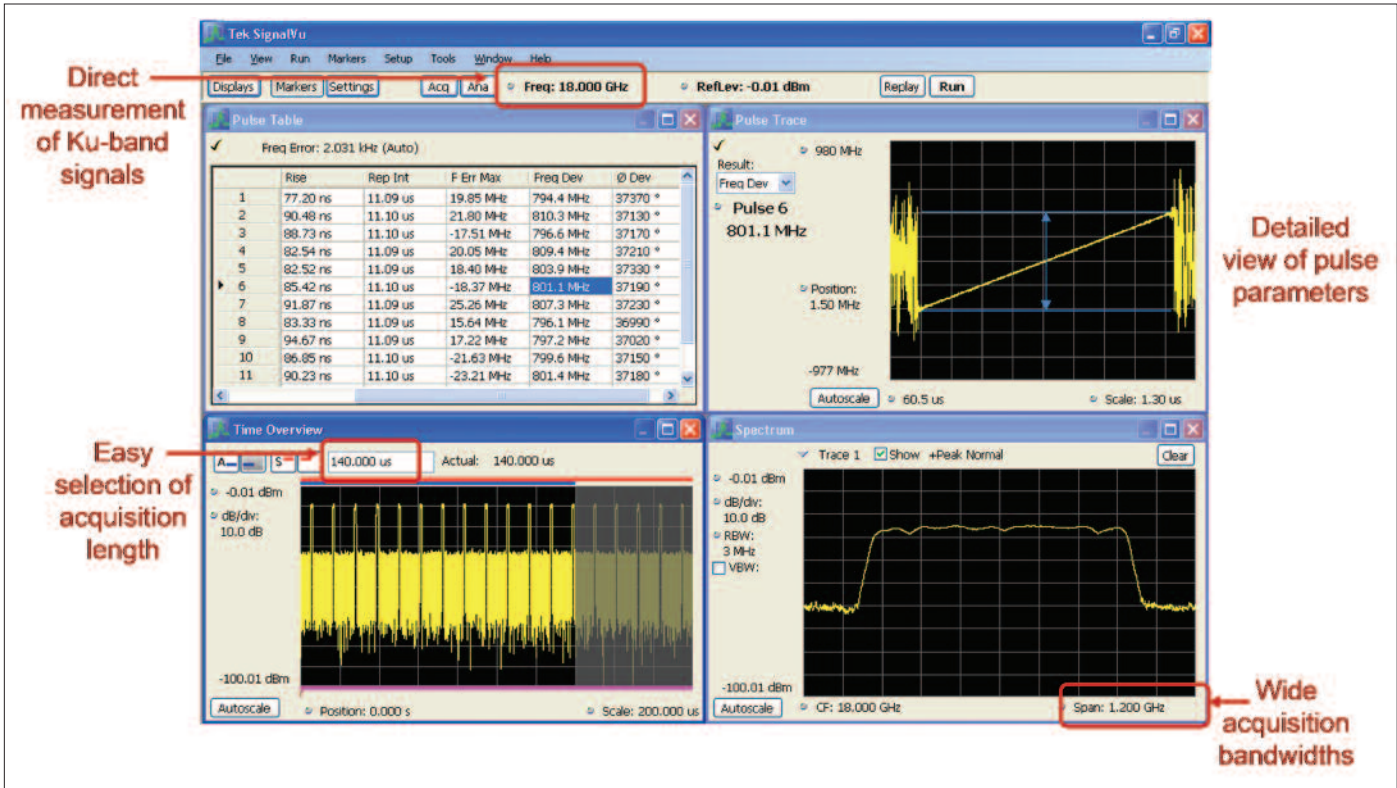 Tek SignalVu
File View Run Markers Setup Tools Window Help
Displays Markers Settings Acq Ana Freq: 18.000 GHz RefLev: -0.01 dBm Replay Run
Direct
measurement
of Ku-band
signals
Pulse Table
Freq Error: 2.031 kHz (Auto)
Rise Rep Int F Err Max Freq Dev Ø Dev
1 77.20 ns 11.09 us 19.85 MHz 794.4 MHz 37370 °
2 90.48 ns 11.10 us 21.80 MHz 810.3 MHz 37130 °
3 88.73 ns 11.10 us -17.51 MHz 796.6 MHz 37170 °
4 82.54 ns 11.09 us 20.05 MHz 809.4 MHz 37210 °
5 82.52 ns 11.09 us 18.40 MHz 803.9 MHz 37330 °
6 85.42 ns 11.10 us -18.37 MHz 801.1 MHz 37190 °
7 91.87 ns 11.09 us 25.26 MHz 807.3 MHz 37230 °
8 83.33 ns 11.09 us 15.64 MHz 796.1 MHz 36990 °
9 94.67 ns 11.09 us 17.22 MHz 797.2 MHz 37020 °
10 86.85 ns 11.10 us -21.63 MHz 799.6 MHz 37150 °
11 90.23 ns 11.10 us -23.21 MHz 801.4 MHz 37180 °
Pulse Trace
980 MHz
Result:
Freq Dev
Pulse 6
801.1 MHz
Position:
1.50 MHz
-977 MHz
Autoscale 60.5 us Scale: 1.30 us
Detailed
view of pulse
parameters
Easy
selection of
acquisition
length
Time Overview
A S 140.000 us Actual: 140.000 us
-0.01 dBm
dB/div:
10.0 dB
-100.01 dBm
Autoscale Position: 0.000 s Scale: 200.000 us
Spectrum
Trace 1 Show +Peak Normal Clear
-0.01 dBm
dB/div:
10.0 dB
RBW:
3 MHz
VBW:
-100.01 dBm
Autoscale CF: 18.000 GHz Span: 1.200 GHz
Wide
acquisition
bandwidths